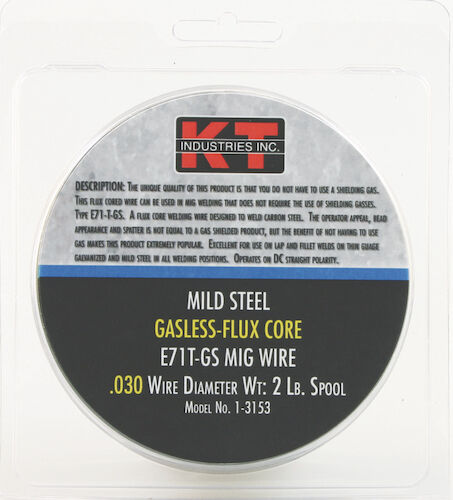 KT
INDUSTRIES INC.
DESCRIPTION: THE UNIQUE QUALITY OF THIS PRODUCT IS THAT YOU DO NOT HAVE TO USE A SHIELDING GAS.
THIS FLUX CORED WIRE CAN BE USED IN MIG WELDING THAT DOES NOT REQUIRE THE USE OF SHIELDING GASSES.
TYPE E71-T-GS. A FLUX CORE WELDING WIRE DESIGNED TO WELD CARBON STEEL. THE OPERATOR APPEAL, BEAD
APPEARANCE AND SPATTER IS NOT EQUAL TO A GAS SHIELDED PRODUCT, BUT THE BENEFIT OF NOT HAVING TO USE
GAS MAKES THIS PRODUCT EXTREMELY POPULAR. EXCELLENT FOR USE ON LAP AND FILLET WELDS ON THIN GUAGE
GALVANIZED AND MILD STEEL IN ALL WELDING POSITIONS. OPERATES ON DC STRAIGHT POLARITY.
MILD STEEL
GASLESS-FLUX CORE
E71T-GS MIG WIRE
.030 WIRE DIAMETER WT: 2 LB. SPOOL
MODEL NO. 1-3153